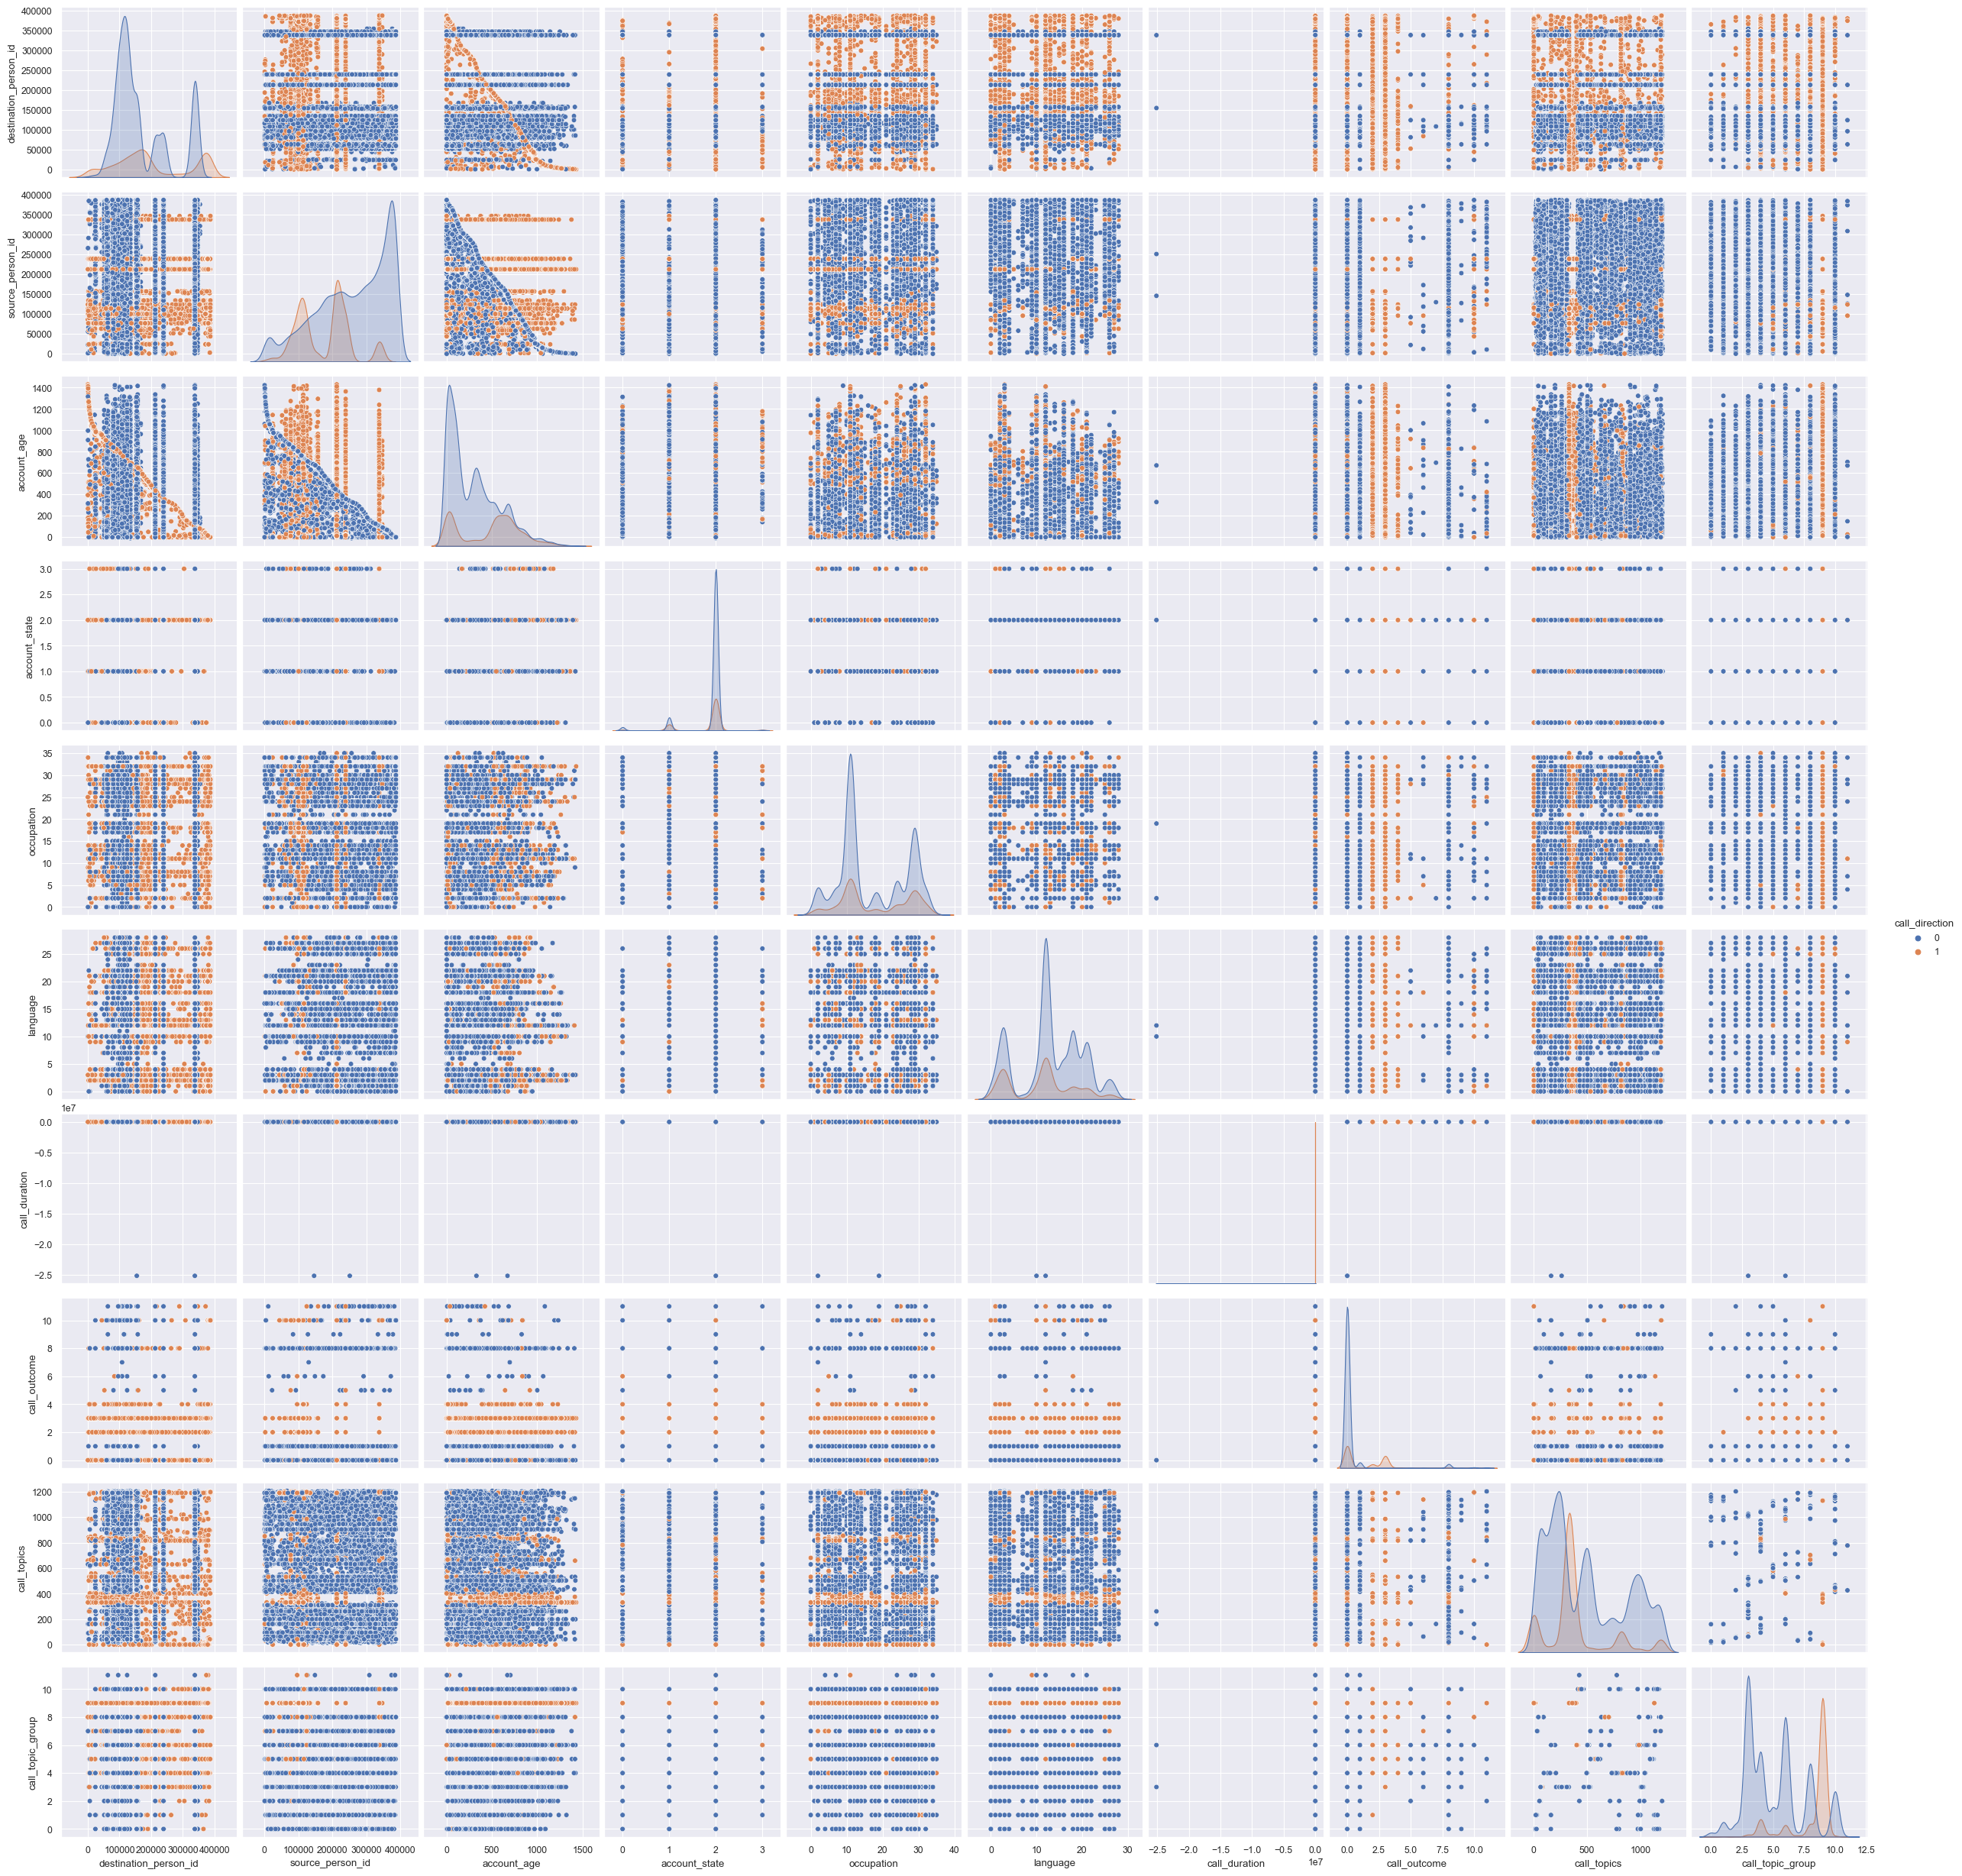 400000
350000
300000
250000
200000
150000
100000
50000
0
destination_person_id
400000
350000
300000
250000
200000
150000
100000
50000
0
source_person_id
1400
1200
1000
800
600
400
200
0
account_age
3.0
2.5
2.0
1.5
1.0
0.5
0.0
account_state
35
30
25
20
15
10
5
0
occupation
call_direction
0
1
25
20
15
10
5
0
language
1e7
0.0
−0.5
−1.0
−1.5
−2.0
−2.5
call_duration
10
8
6
4
2
0
call_outcome
1200
1000
800
600
400
200
0
call_topics
10
8
6
4
2
0
call_topic_group
0 100000 200000 300000 400000
destination_person_id
0 100000 200000 300000 400000
source_person_id
0 500 1000 1500
account_age
0 1 2 3
account_state
0 10 20 30 40
occupation
0 10 20 30
language
−2.5 −2.0 −1.5 −1.0 −0.5 0.0
1e7
call_duration
0.0 2.5 5.0 7.5 10.0 12.5
call_outcome
0 500 1000
call_topics
0.0 2.5 5.0 7.5 10.0 12.5
call_topic_group